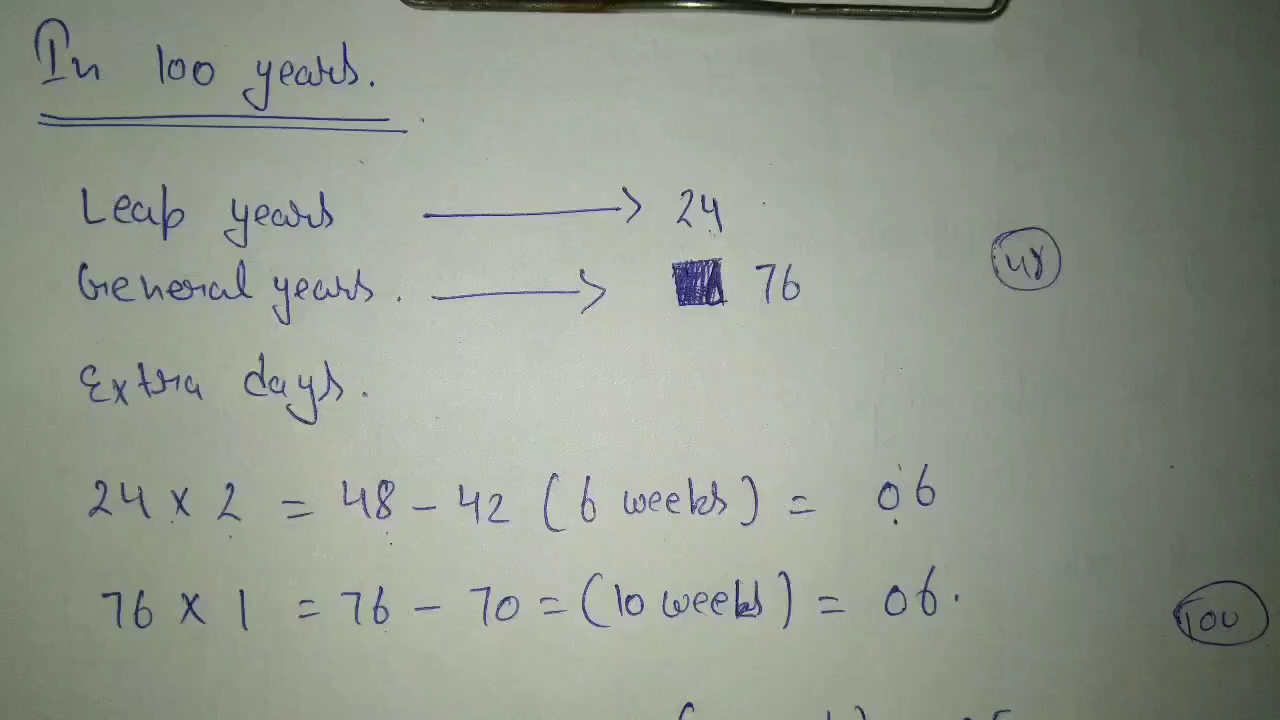 In 100 years.
Leap years → 24
General years. → 76
48
Extra days.
24 × 2 = 48 - 42 (6 weeks) = 06
76 × 1 = 76 - 70 = (10 weeks) = 06.
100